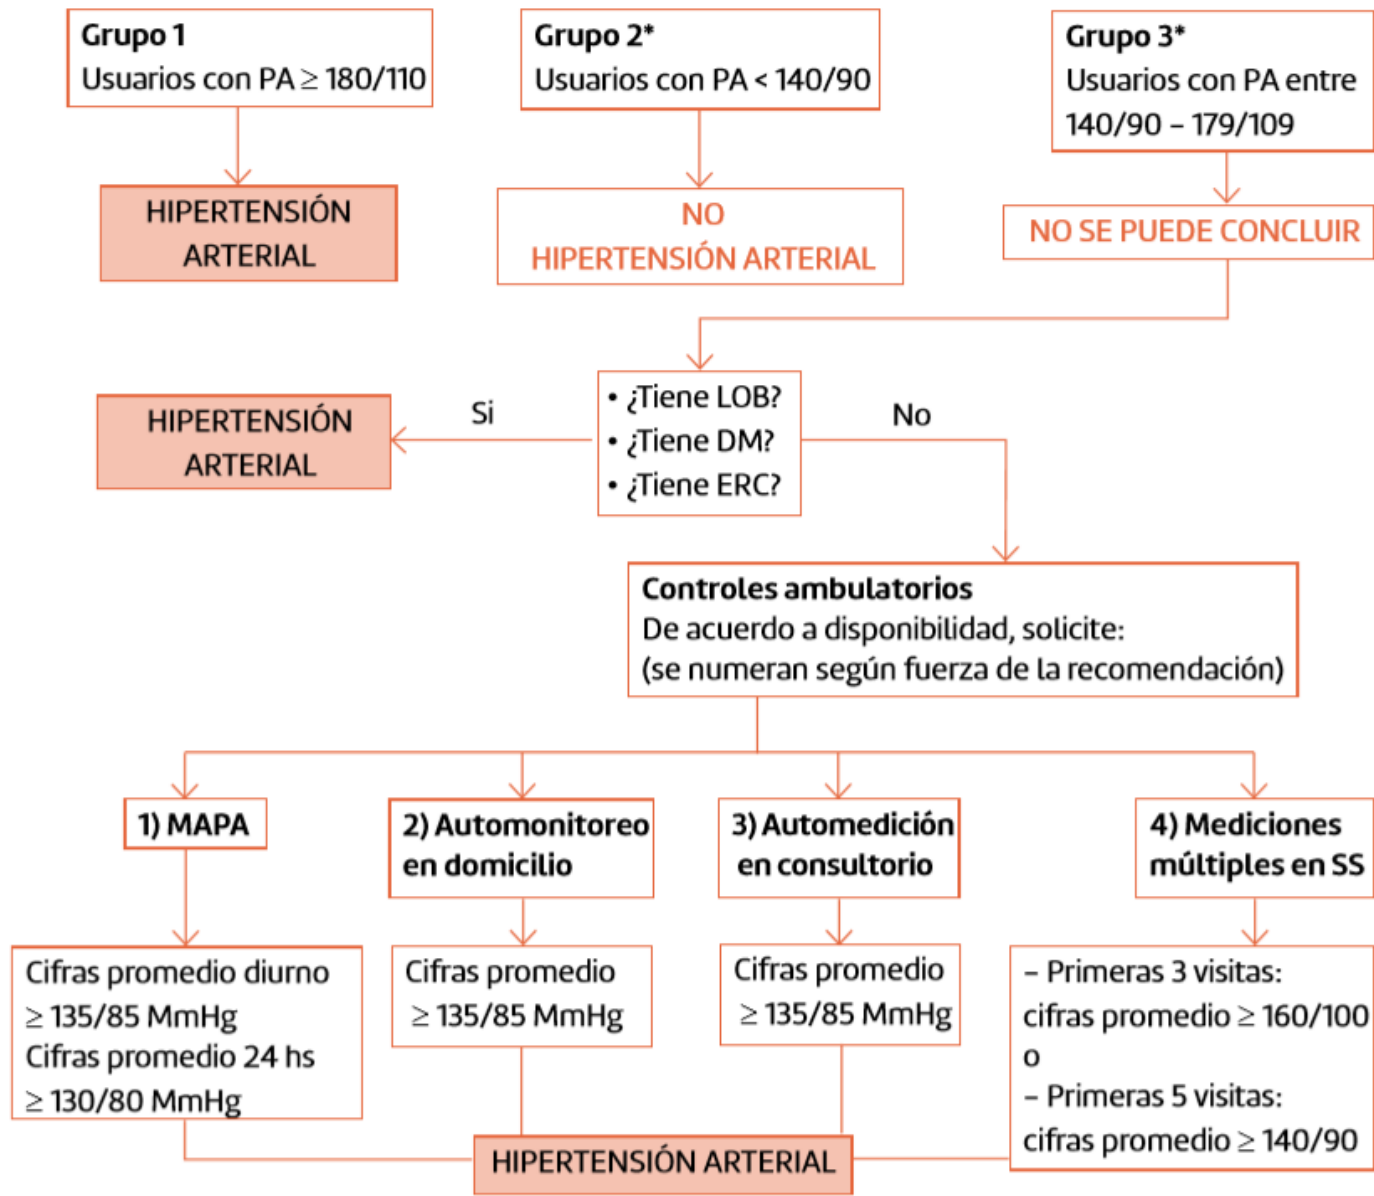 Grupo 1
Usuarios con PA ≥ 180/110
Grupo 2*
Usuarios con PA < 140/90
Grupo 3*
Usuarios con PA entre
140/90 – 179/109
HIPERTENSIÓN
ARTERIAL
NO
HIPERTENSIÓN ARTERIAL
NO SE PUEDE CONCLUIR
HIPERTENSIÓN
ARTERIAL
Si
• ¿Tiene LOB?
• ¿Tiene DM?
• ¿Tiene ERC?
No
Controles ambulatorios
De acuerdo a disponibilidad, solicite:
(se numeran según fuerza de la recomendación)
1) MAPA
2) Automonitoreo
en domicilio
3) Automedición
en consultorio
4) Mediciones
múltiples en SS
Cifras promedio diurno
≥ 135/85 MmHg
Cifras promedio 24 hs
≥ 130/80 MmHg
Cifras promedio
≥ 135/85 MmHg
Cifras promedio
≥ 135/85 MmHg
– Primeras 3 visitas:
cifras promedio ≥ 160/100
o
– Primeras 5 visitas:
cifras promedio ≥ 140/90
HIPERTENSIÓN ARTERIAL